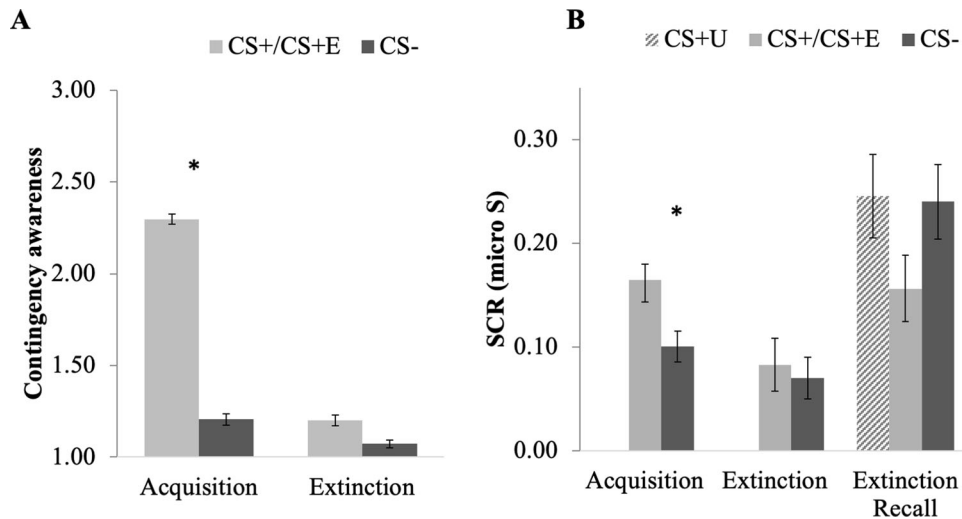 A
CS+/CS+E CS-
Contingency awareness
3.00
2.50
2.00
1.50
1.00
*
Acquisition Extinction
B
CS+U CS+/CS+E CS-
SCR (micro S)
0.30
0.20
0.10
0.00
*
Acquisition Extinction Extinction
Recall